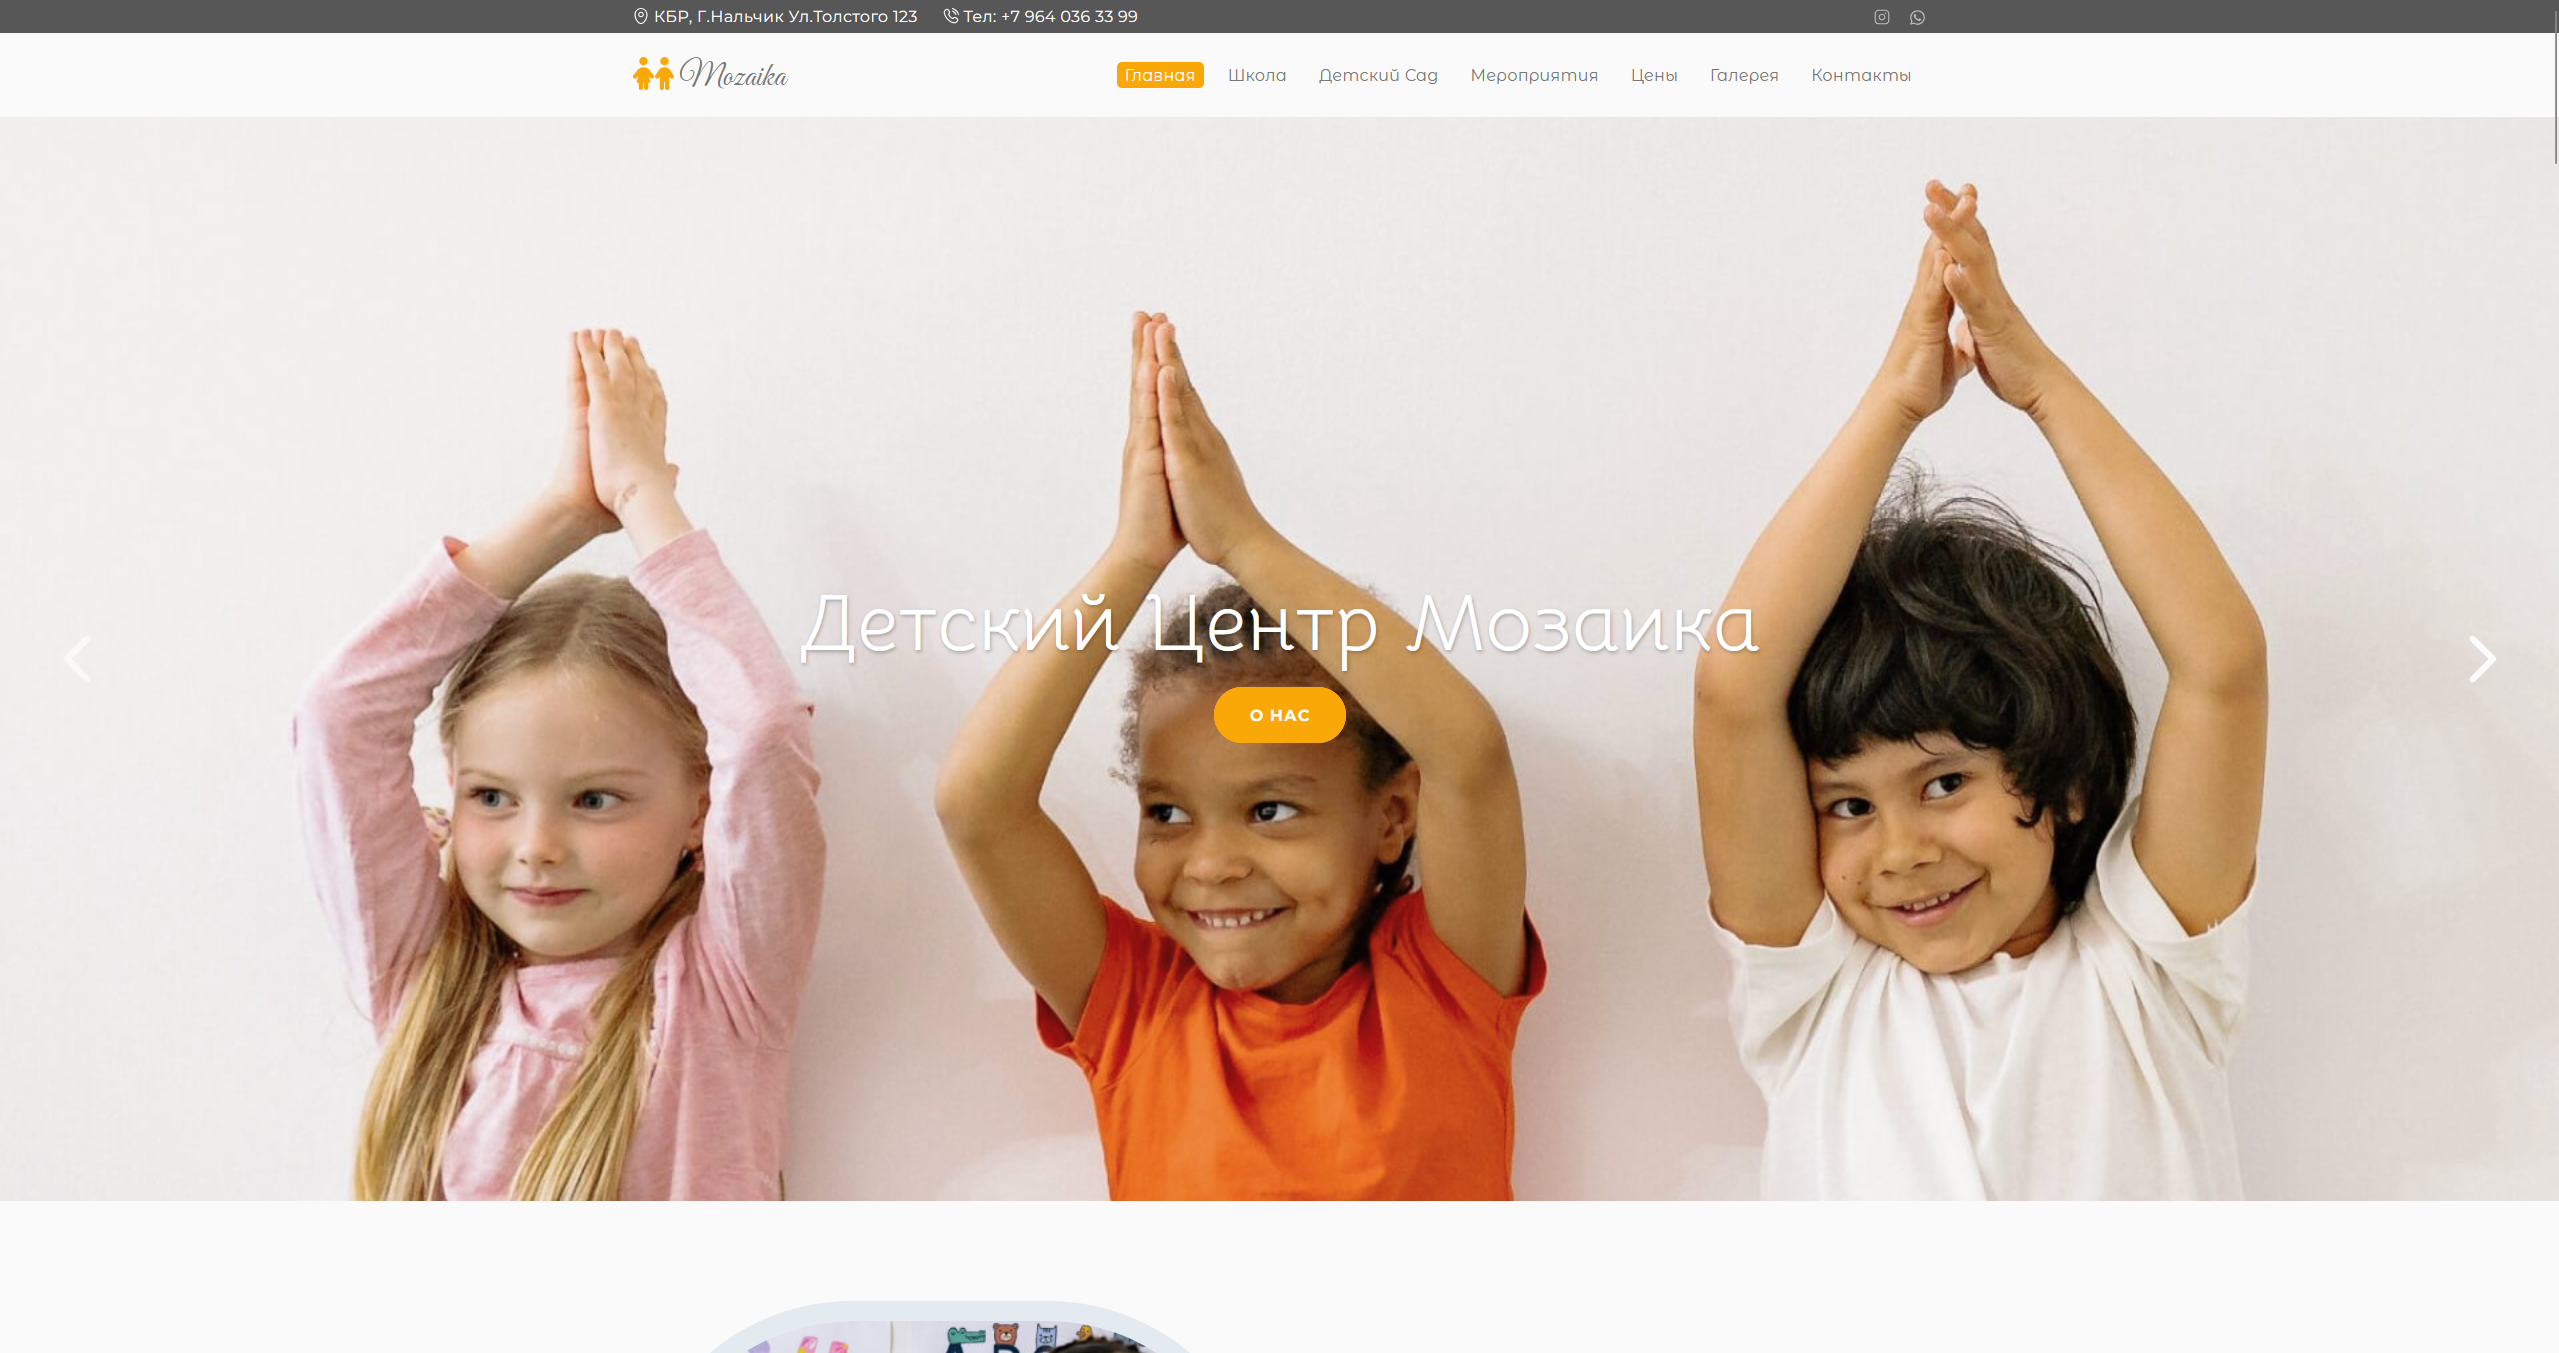 КБР, Г.Нальчик Ул.Толстого 123 Тел: +7 964 036 33 99
Mozaika
Главная Школа Детский Сад Мероприятия Цены Галерея Контакты
Детский Центр Мозаика
О НАС